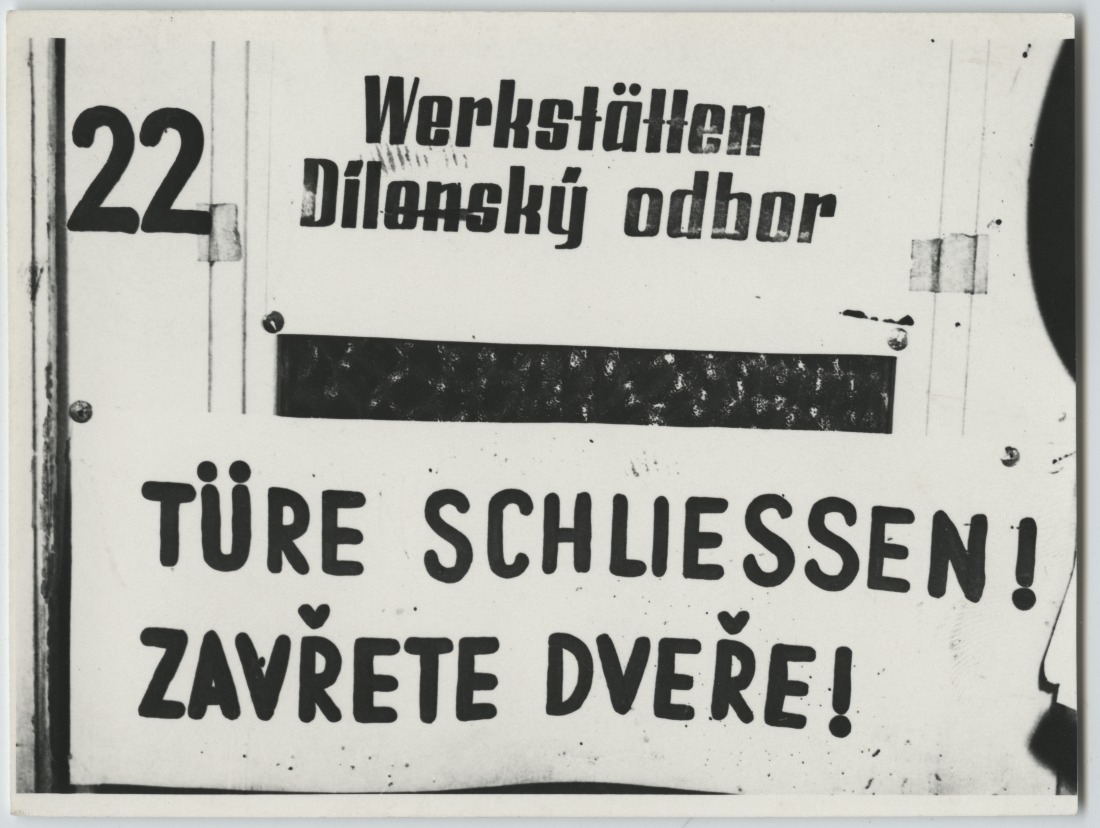 22
Werkstätten
Dílenský odbor
TÜRE SCHLIESSEN!
ZAVŘETE DVEŘE!